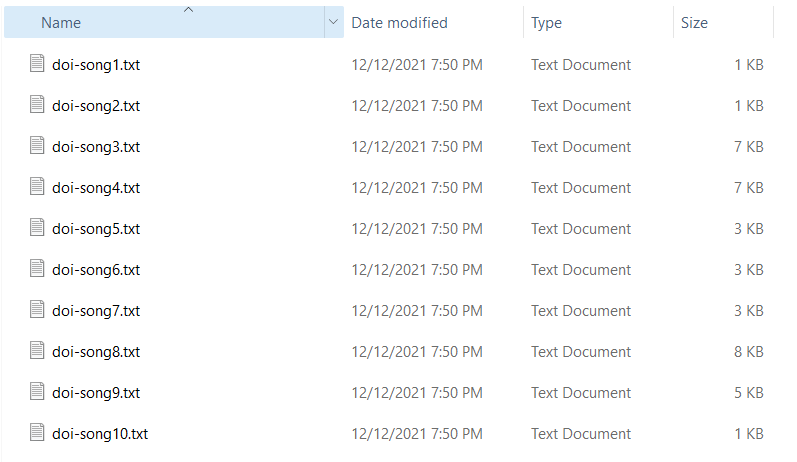 Name Date modified Type Size
doi-song1.txt 12/12/2021 7:50 PM Text Document 1 KB
doi-song2.txt 12/12/2021 7:50 PM Text Document 1 KB
doi-song3.txt 12/12/2021 7:50 PM Text Document 7 KB
doi-song4.txt 12/12/2021 7:50 PM Text Document 7 KB
doi-song5.txt 12/12/2021 7:50 PM Text Document 3 KB
doi-song6.txt 12/12/2021 7:50 PM Text Document 3 KB
doi-song7.txt 12/12/2021 7:50 PM Text Document 3 KB
doi-song8.txt 12/12/2021 7:50 PM Text Document 8 KB
doi-song9.txt 12/12/2021 7:50 PM Text Document 5 KB
doi-song10.txt 12/12/2021 7:50 PM Text Document 1 KB